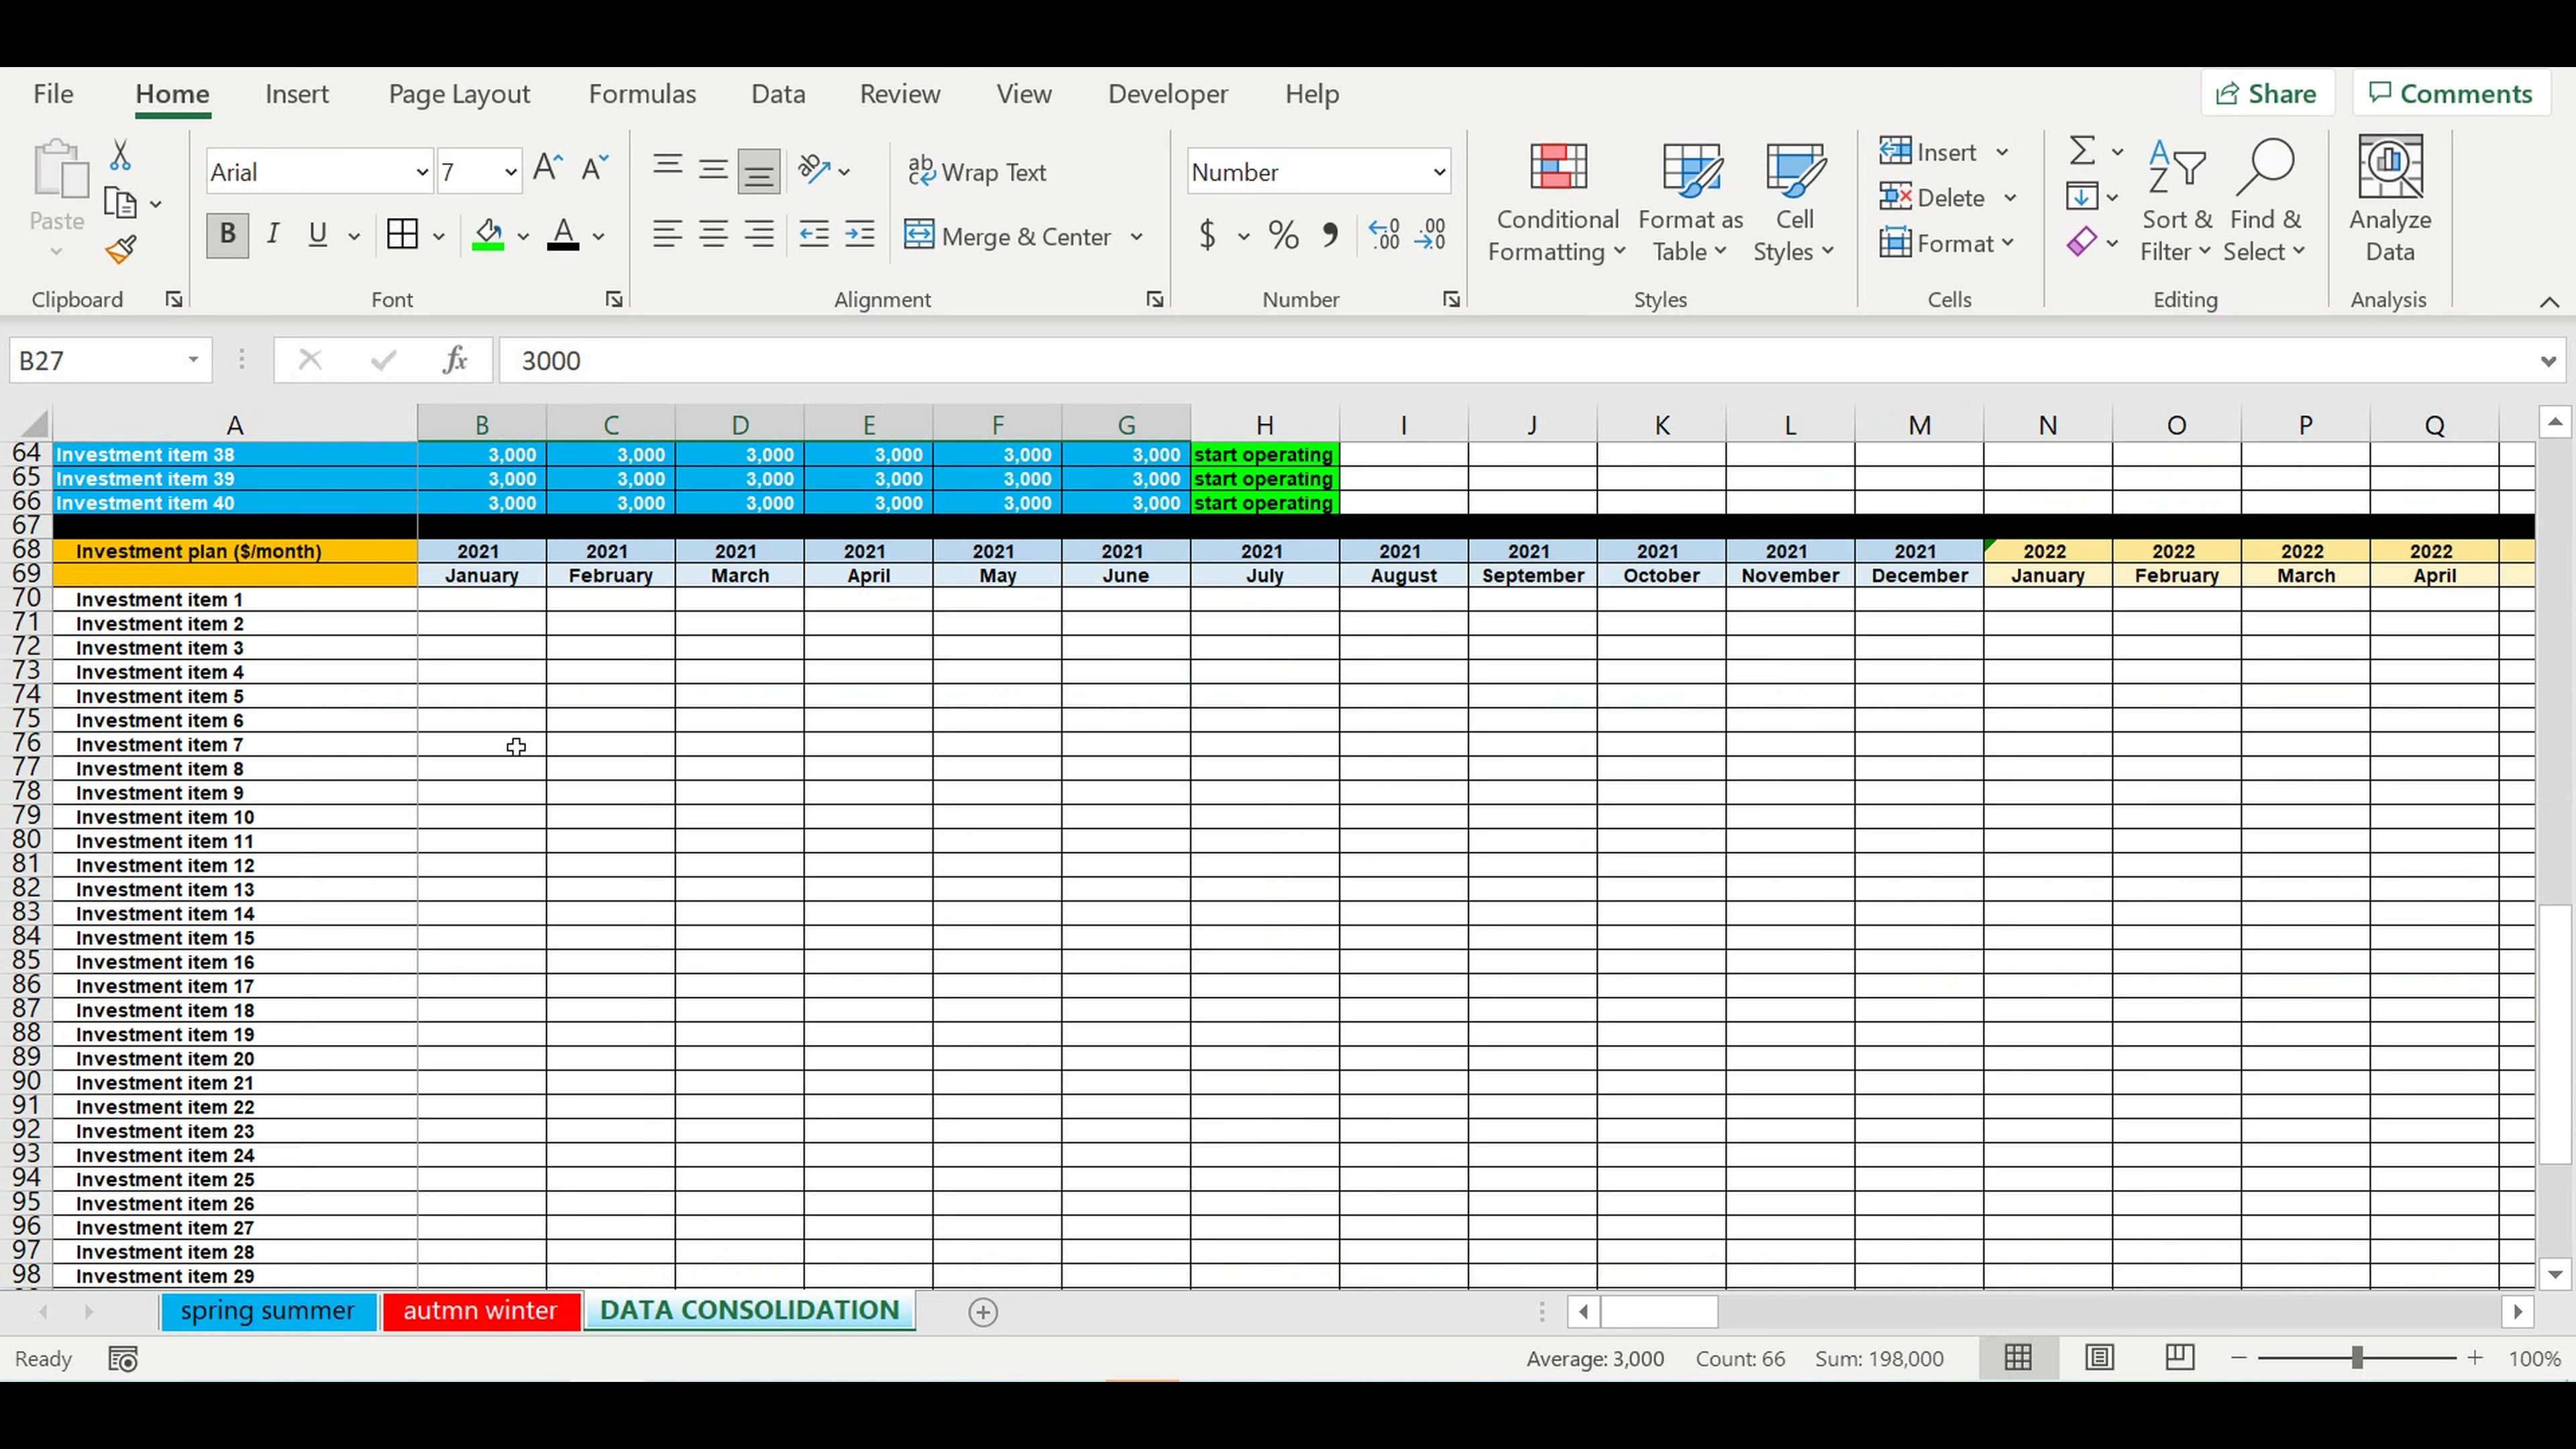 File Home Insert Page Layout Formulas Data Review View Developer Help Share Comments
Paste
Clipboard
Arial 7
B I U
Font
Wrap Text
Merge & Center
Alignment
Number
$ % 9 .00 .00
Number
Conditional Formatting
Format as Table
Cell Styles
Styles
Insert
Delete
Format
Cells
Sort & Filter
Find & Select
Editing
Analyze Data
Analysis
B27 fx 3000
A B C D E F G H I J K L M N O P Q
64 Investment item 38 3,000 3,000 3,000 3,000 3,000 3,000 start operating
65 Investment item 39 3,000 3,000 3,000 3,000 3,000 3,000 start operating
66 Investment item 40 3,000 3,000 3,000 3,000 3,000 3,000 start operating
67
68 Investment plan ($/month) 2021 2021 2021 2021 2021 2021 2021 2021 2021 2021 2021 2021 2022 2022 2022 2022
69 January February March April May June July August September October November December January February March April
70 Investment item 1
71 Investment item 2
72 Investment item 3
73 Investment item 4
74 Investment item 5
75 Investment item 6
76 Investment item 7
77 Investment item 8
78 Investment item 9
79 Investment item 10
80 Investment item 11
81 Investment item 12
82 Investment item 13
83 Investment item 14
84 Investment item 15
85 Investment item 16
86 Investment item 17
87 Investment item 18
88 Investment item 19
89 Investment item 20
90 Investment item 21
91 Investment item 22
92 Investment item 23
93 Investment item 24
94 Investment item 25
95 Investment item 26
96 Investment item 27
97 Investment item 28
98 Investment item 29
spring summer autmn winter DATA CONSOLIDATION
Ready Average: 3,000 Count: 66 Sum: 198,000 100%